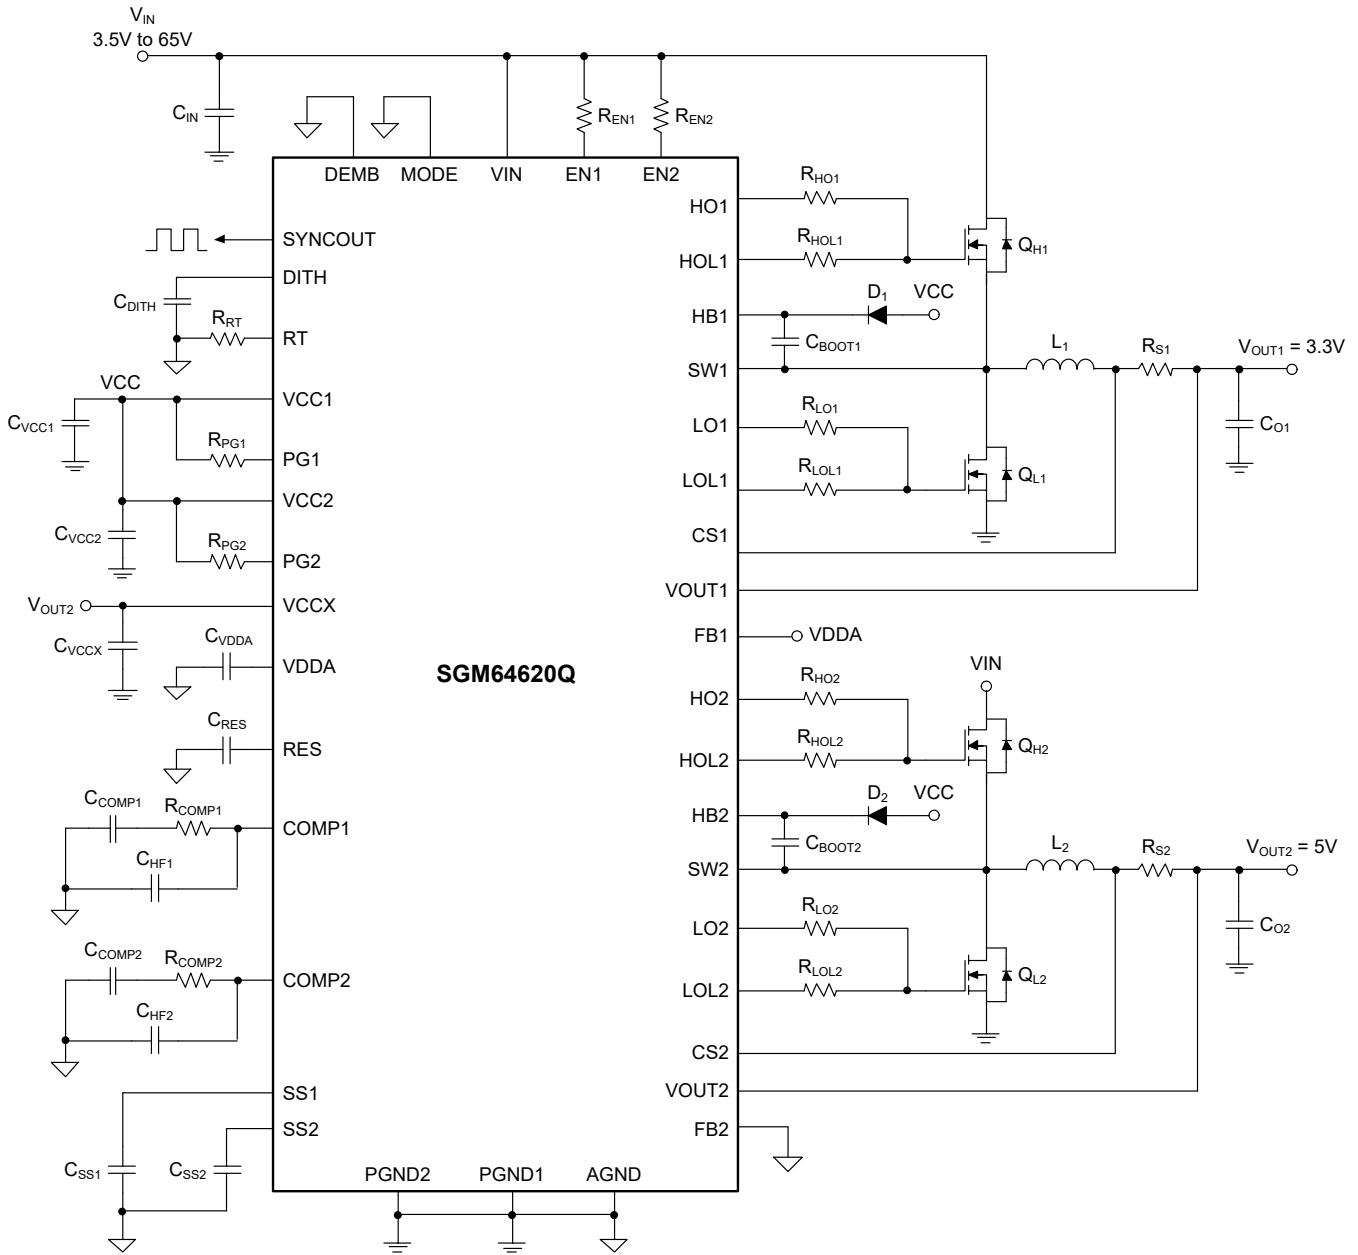 V_IN
3.5V to 65V
C_IN
R_EN1
R_EN2
DEMB
MODE
VIN
EN1
EN2
SYNCOUT
DITH
C_DITH
R_RT
RT
VCC
VCC1
C_VCC1
R_PG1
PG1
VCC2
C_VCC2
R_PG2
PG2
V_OUT2
VCCX
C_VCCX
C_VDDA
VDDA
C_RES
RES
C_COMP1
R_COMP1
COMP1
C_HF1
C_COMP2
R_COMP2
COMP2
C_HF2
SS1
SS2
C_SS1
C_SS2
SGM64620Q
PGND2
PGND1
AGND
HO1
R_HO1
HOL1
R_HOL1
Q_H1
HB1
D_1
VCC
C_BOOT1
SW1
L_1
R_S1
V_OUT1 = 3.3V
LO1
R_LO1
C_O1
LOL1
R_LOL1
Q_L1
CS1
VOUT1
FB1
VDDA
VIN
HO2
R_HO2
HOL2
R_HOL2
Q_H2
HB2
D_2
VCC
C_BOOT2
SW2
L_2
R_S2
V_OUT2 = 5V
LO2
R_LO2
C_O2
LOL2
R_LOL2
Q_L2
CS2
VOUT2
FB2